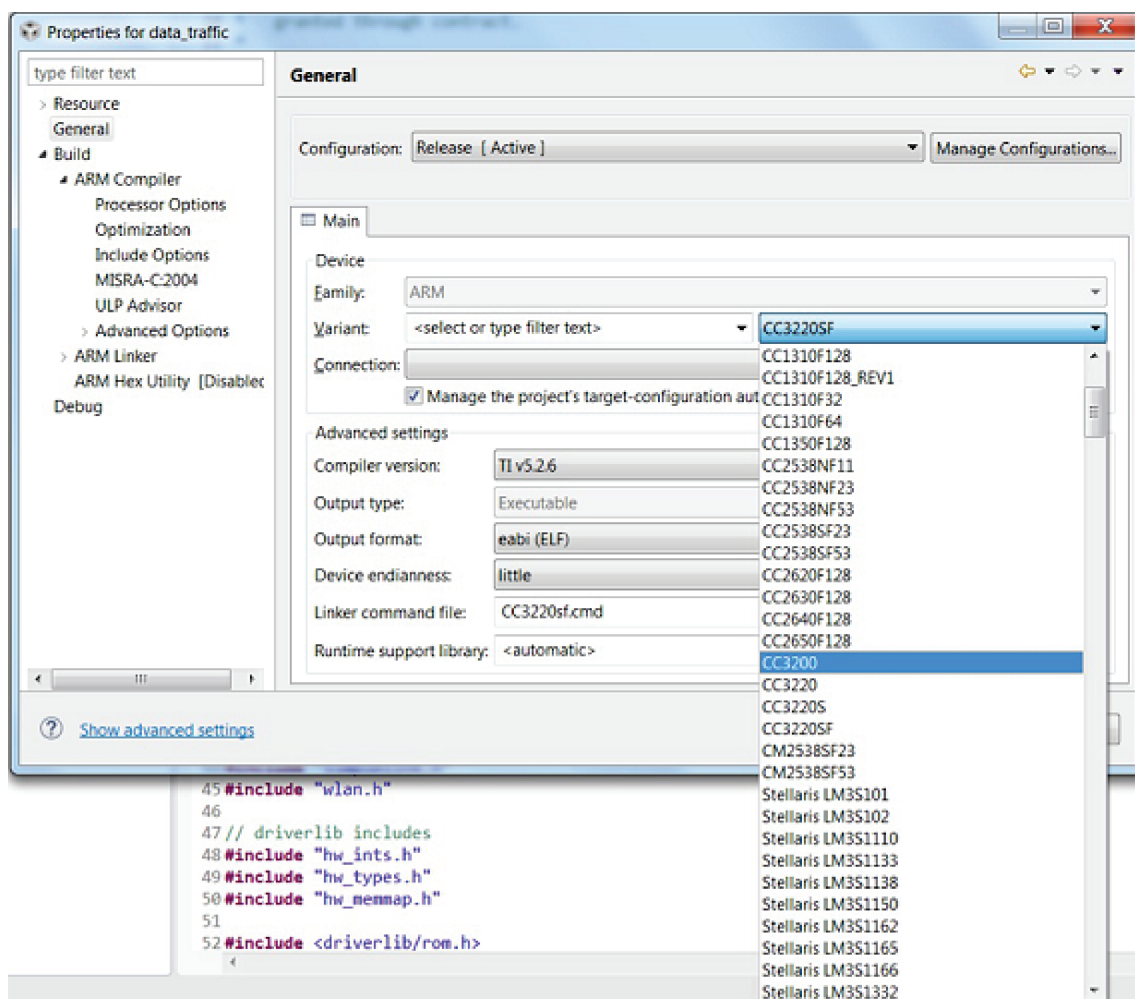 granted through contract.
Properties for data_traffic
type filter text
General
Resource
General
Build
ARM Compiler
Processor Options
Optimization
Include Options
MISRA-C:2004
ULP Advisor
Advanced Options
ARM Linker
ARM Hex Utility [Disablec
Debug
Configuration: Release [ Active ] Manage Configurations...
Main
Device
Family: ARM
Variant: <select or type filter text> CC3220SF
Connection:
Manage the project's target-configuration aut
Advanced settings
Compiler version: TI v5.2.6
Output type: Executable
Output format: eabi (ELF)
Device endianness: little
Linker command file: CC3220sf.cmd
Runtime support library: <automatic>
CC1310F128
CC1310F128_REV1
CC1310F32
CC1310F64
CC1350F128
CC2538NF11
CC2538NF23
CC2538NF53
CC2538SF23
CC2538SF53
CC2620F128
CC2630F128
CC2640F128
CC2650F128
CC3200
CC3220
CC3220S
CC3220SF
CM2538SF23
CM2538SF53
Stellaris LM3S101
Stellaris LM3S102
Stellaris LM3S1110
Stellaris LM3S1133
Stellaris LM3S1138
Stellaris LM3S1150
Stellaris LM3S1162
Stellaris LM3S1165
Stellaris LM3S1166
Stellaris LM3S1332
Show advanced settings
45 #include "wlan.h"
46
47 // driverlib includes
48 #include "hw_ints.h"
49 #include "hw_types.h"
50 #include "hw_memmap.h"
51
52 #include <driverlib/rom.h>